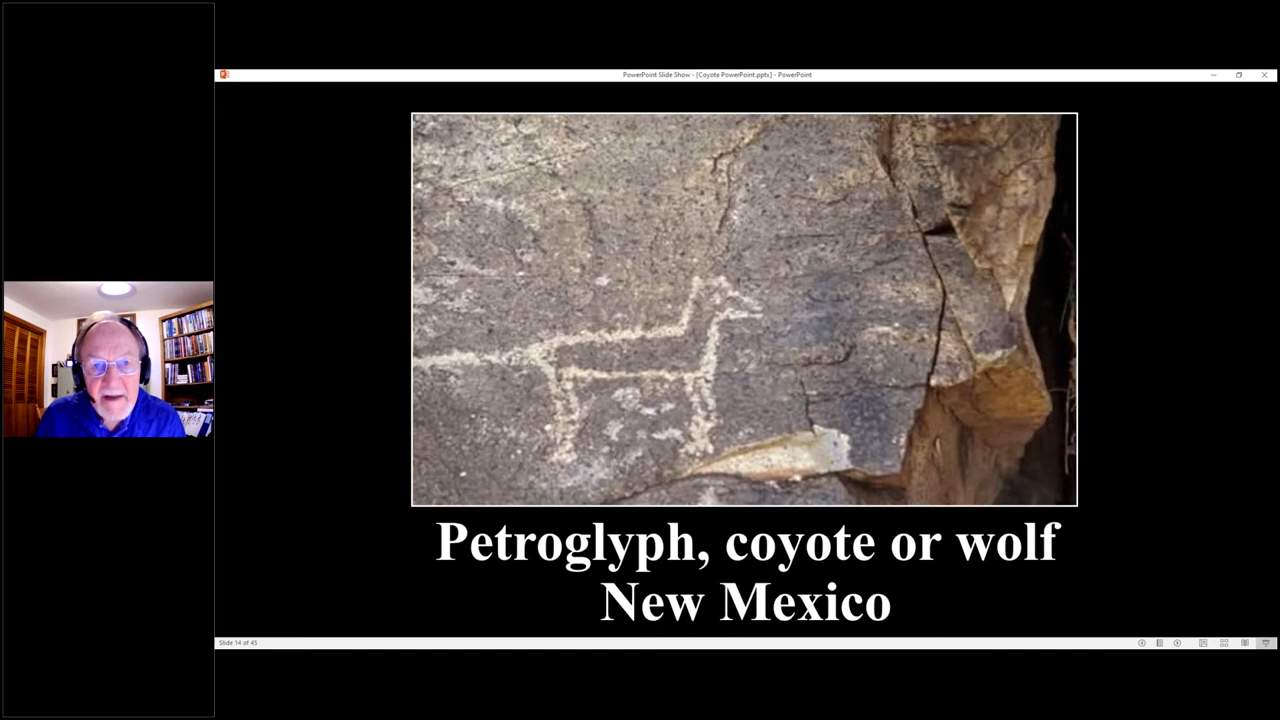 PowerPoint Slide Show - [Coyote PowerPoint.pptx] - PowerPoint
Petroglyph, coyote or wolf
New Mexico
Slide 14 of 45